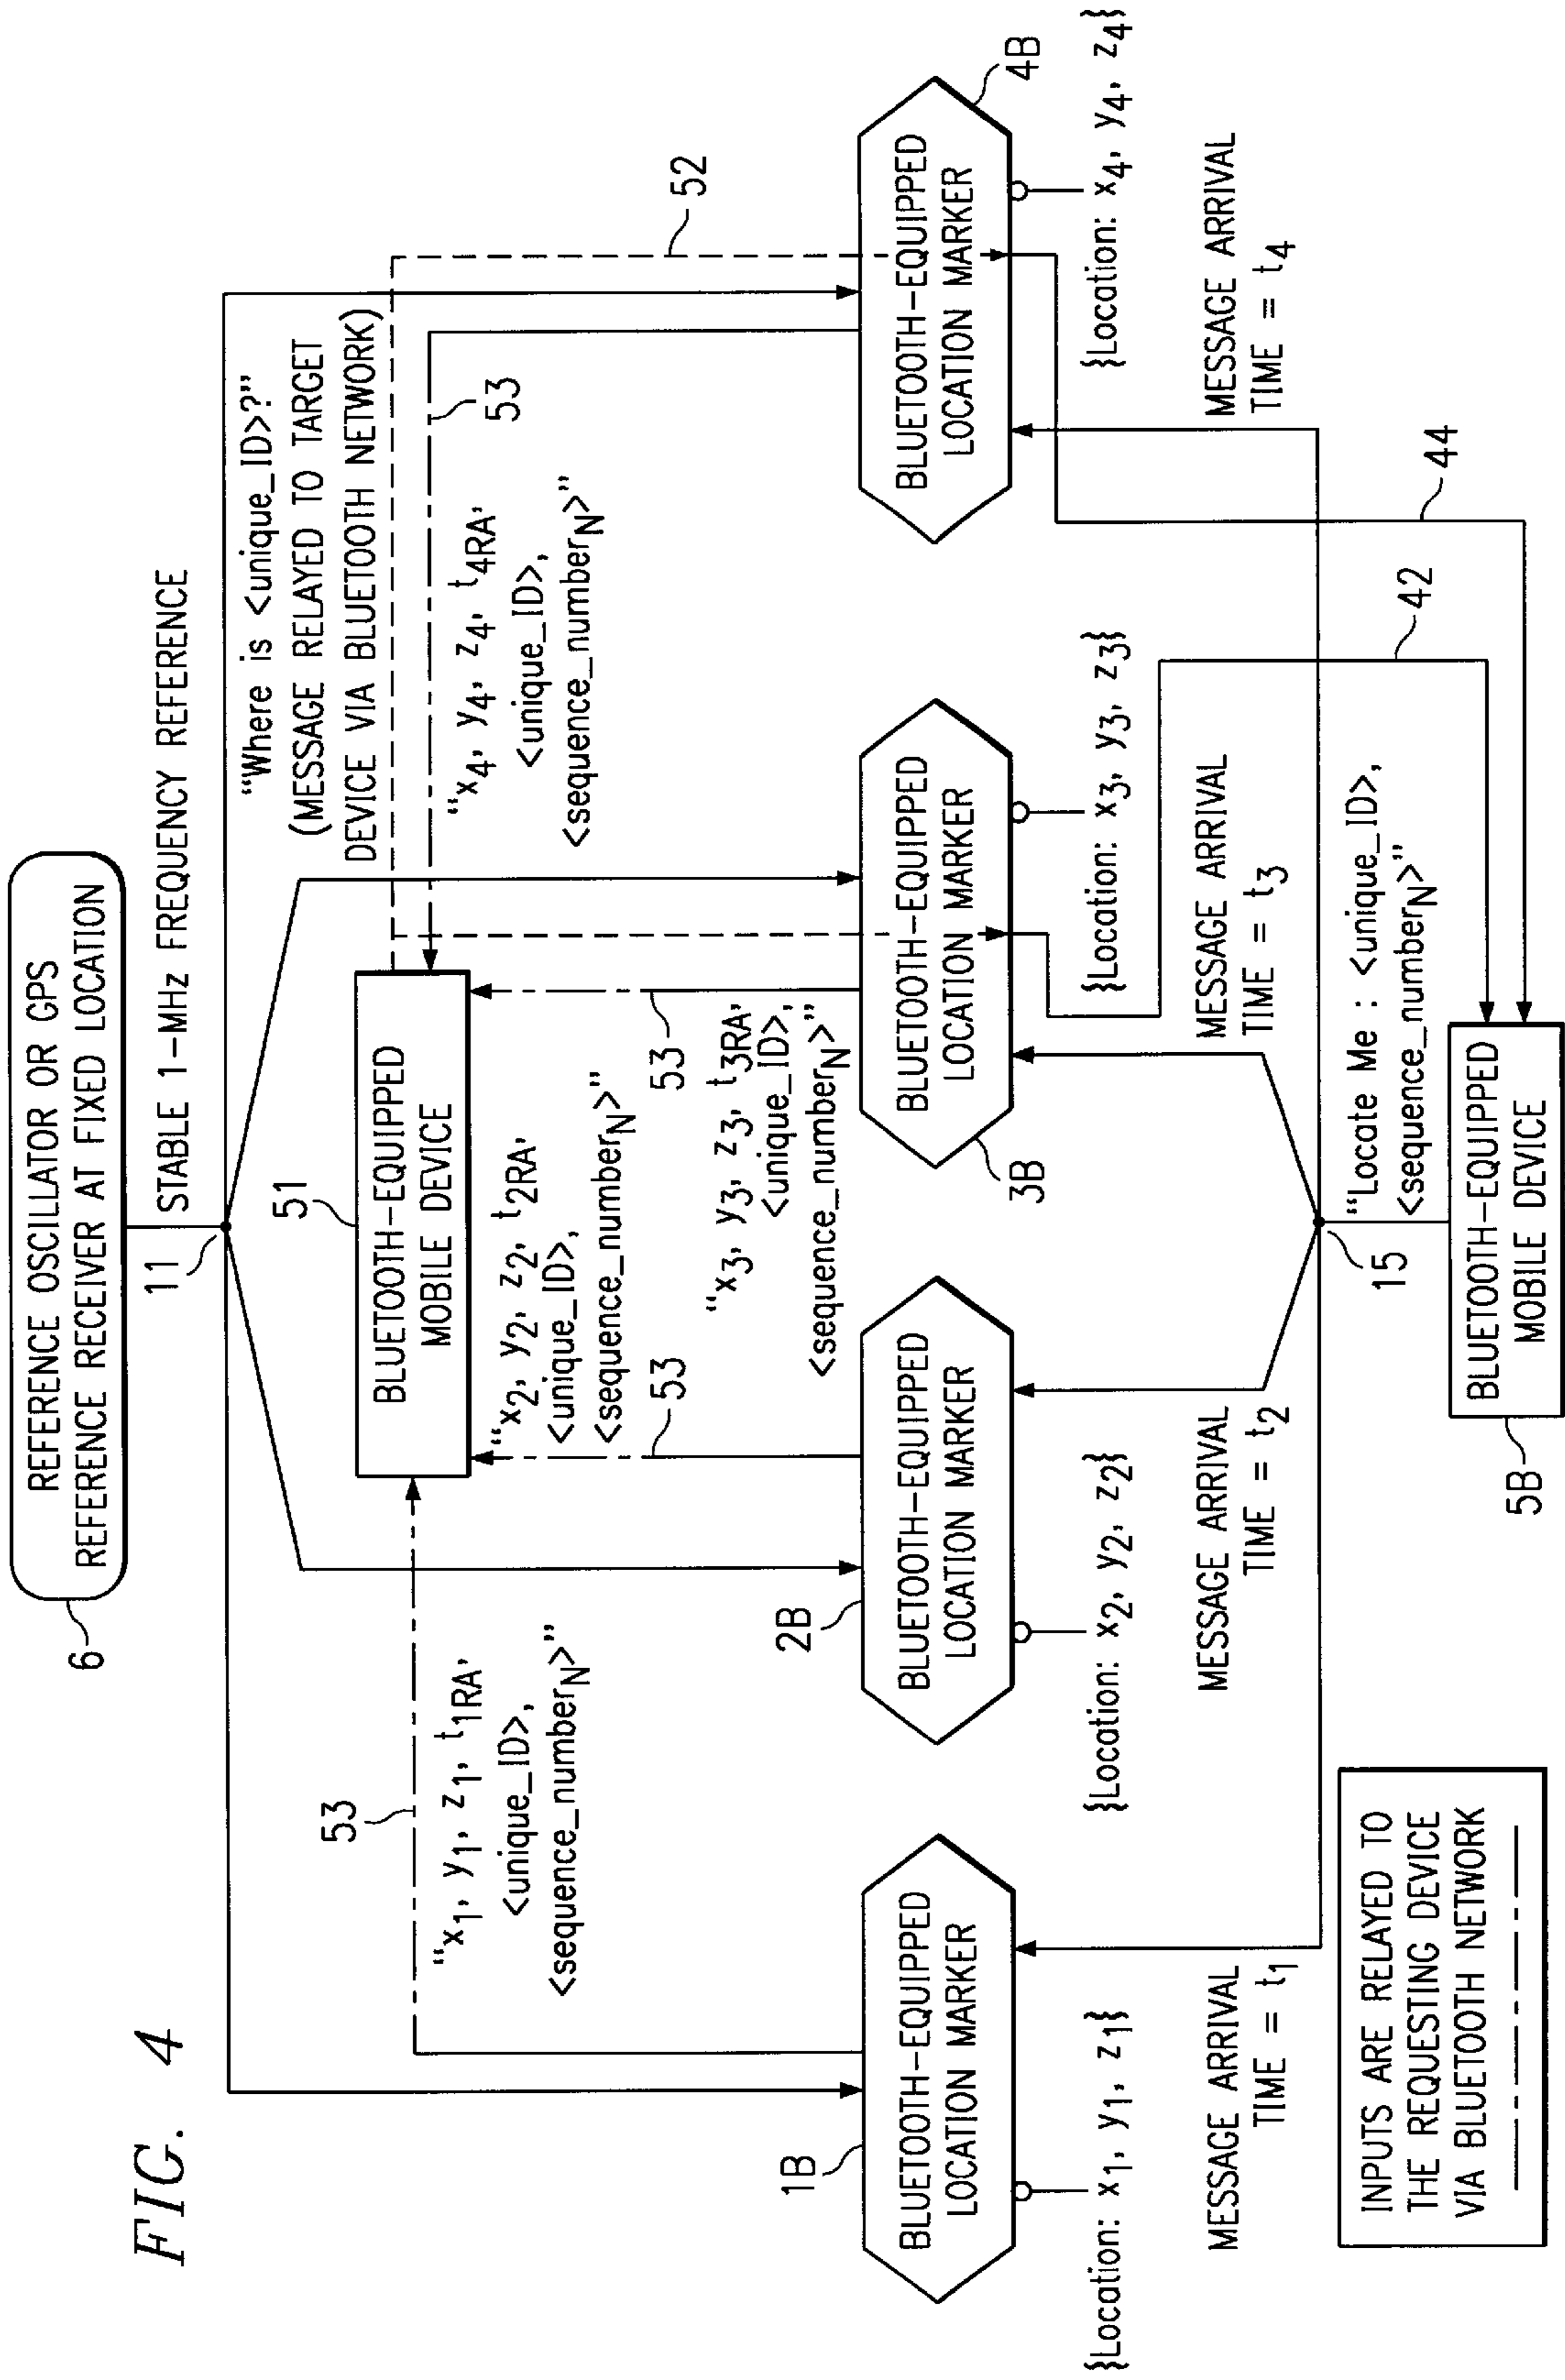 FIG. 4
REFERENCE OSCILLATOR OR GPS
REFERENCE RECEIVER AT FIXED LOCATION
6
STABLE 1-MHz FREQUENCY REFERENCE
11
"Where is <unique_ID>?"
(MESSAGE RELAYED TO TARGET
DEVICE VIA BLUETOOTH NETWORK)
52
51
BLUETOOTH-EQUIPPED
MOBILE DEVICE
53
"x1, y1, z1, t1RA,
<unique_ID>,
<sequence_numberN>"
"x2, y2, z2, t2RA,
<unique_ID>,
<sequence_numberN>"
53
53
"x3, y3, z3, t3RA,
<unique_ID>,
<sequence_numberN>"
53
"x4, y4, z4, t4RA,
<unique_ID>,
<sequence_numberN>"
1B
BLUETOOTH-EQUIPPED
LOCATION MARKER
{Location: x1, y1, z1}
2B
BLUETOOTH-EQUIPPED
LOCATION MARKER
{Location: x2, y2, z2}
3B
BLUETOOTH-EQUIPPED
LOCATION MARKER
{Location: x3, y3, z3}
4B
BLUETOOTH-EQUIPPED
LOCATION MARKER
{Location: x4, y4, z4}
MESSAGE ARRIVAL
TIME = t1
MESSAGE ARRIVAL
TIME = t2
MESSAGE ARRIVAL
TIME = t3
MESSAGE ARRIVAL
TIME = t4
15
"Locate Me : <unique_ID>,
<sequence_numberN>"
42
44
5B
BLUETOOTH-EQUIPPED
MOBILE DEVICE
INPUTS ARE RELAYED TO
THE REQUESTING DEVICE
VIA BLUETOOTH NETWORK